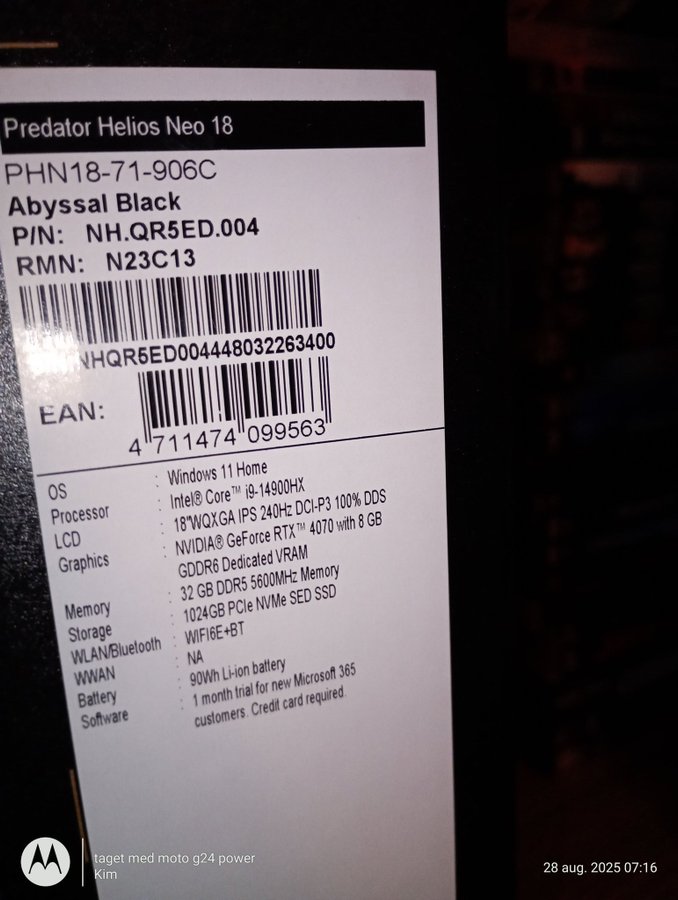 Predator Helios Neo 18
PHN18-71-906C
Abyssal Black
P/N: NH.QR5ED.004
RMN: N23C13
NHQR5ED004448032263400
EAN:
4 711474 099563
OS : Windows 11 Home
Processor : Intel® Core™ i9-14900HX
LCD : 18"WQXGA IPS 240Hz DCI-P3 100% DDS
Graphics : NVIDIA® GeForce RTX™ 4070 with 8 GB
GDDR6 Dedicated VRAM
Memory : 32 GB DDR5 5600MHz Memory
Storage : 1024GB PCIe NVMe SED SSD
WLAN/Bluetooth : WIFI6E+BT
WWAN : NA
Battery : 90Wh Li-ion battery
Software : 1 month trial for new Microsoft 365
customers. Credit card required.
taget med moto g24 power
Kim
28 aug. 2025 07:16